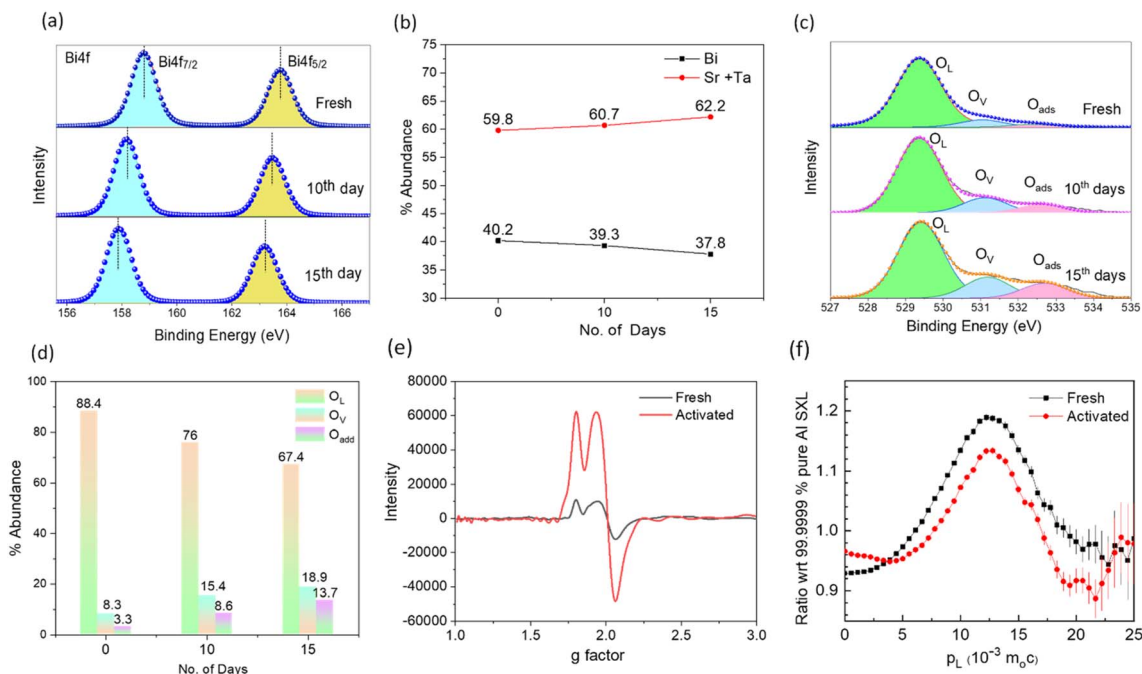 (a)
Bi4f
Bi4f7/2
Bi4f5/2
Fresh
10th day
15th day
Intensity
156 158 160 162 164 166
Binding Energy (eV)
(b)
Bi
Sr +Ta
59.8 60.7 62.2
40.2 39.3 37.8
% Abundance
75
70
65
60
55
50
45
40
35
30
0 10 15
No. of Days
(c)
OL
OV
Oads
Fresh
OL
OV
Oads
10th days
OL
OV
Oads
15th days
Intensity
527 528 529 530 531 532 533 534 535
Binding Energy (eV)
(d)
OL
OV
Oadd
88.4
8.3
3.3
76
15.4
8.6
67.4
18.9
13.7
% Abundance
100
80
60
40
20
0
0 10 15
No. of Days
(e)
Fresh
Activated
Intensity
80000
60000
40000
20000
0
-20000
-40000
-60000
1.0 1.5 2.0 2.5 3.0
g factor
(f)
Fresh
Activated
Ratio wrt 99.9999 % pure Al SXL
1.2
1.1
1.0
0.9
0 5 10 15 20 25
pL (10-3 moc)